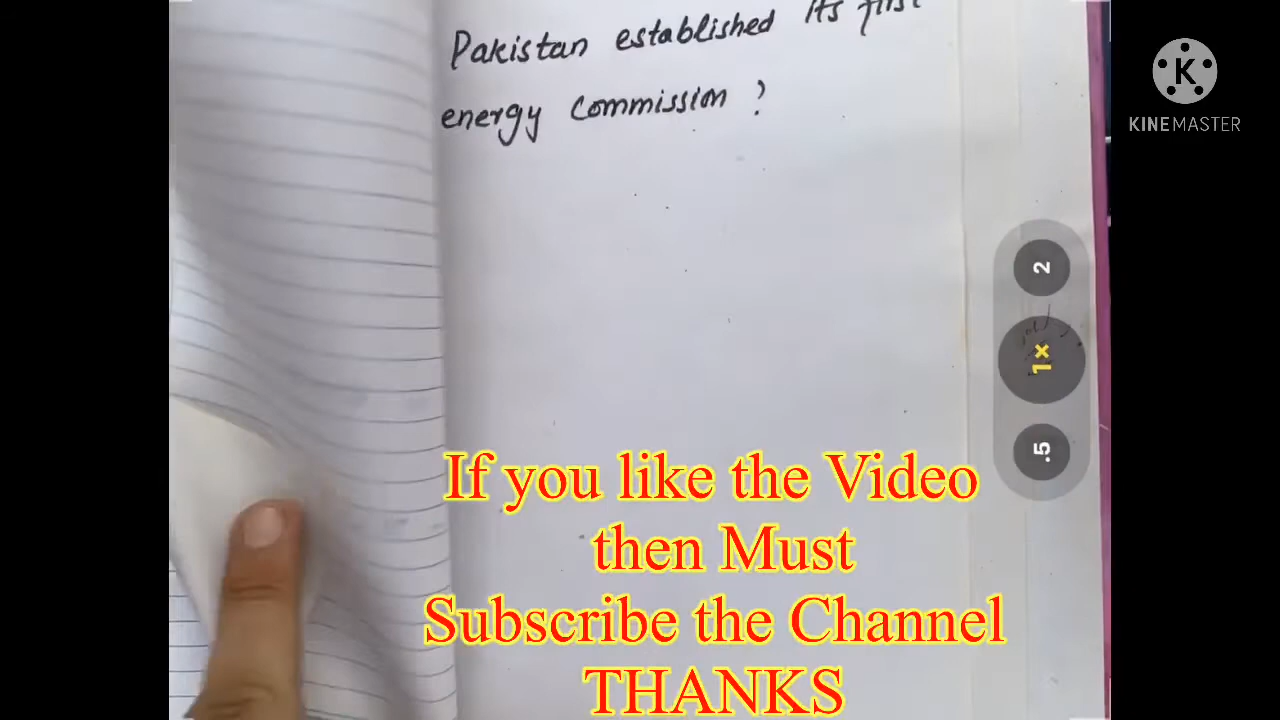 Pakistan established its first
energy commission ?
KINEMASTER
2
1×
.5
If you like the Video
then Must
Subscribe the Channel
THANKS